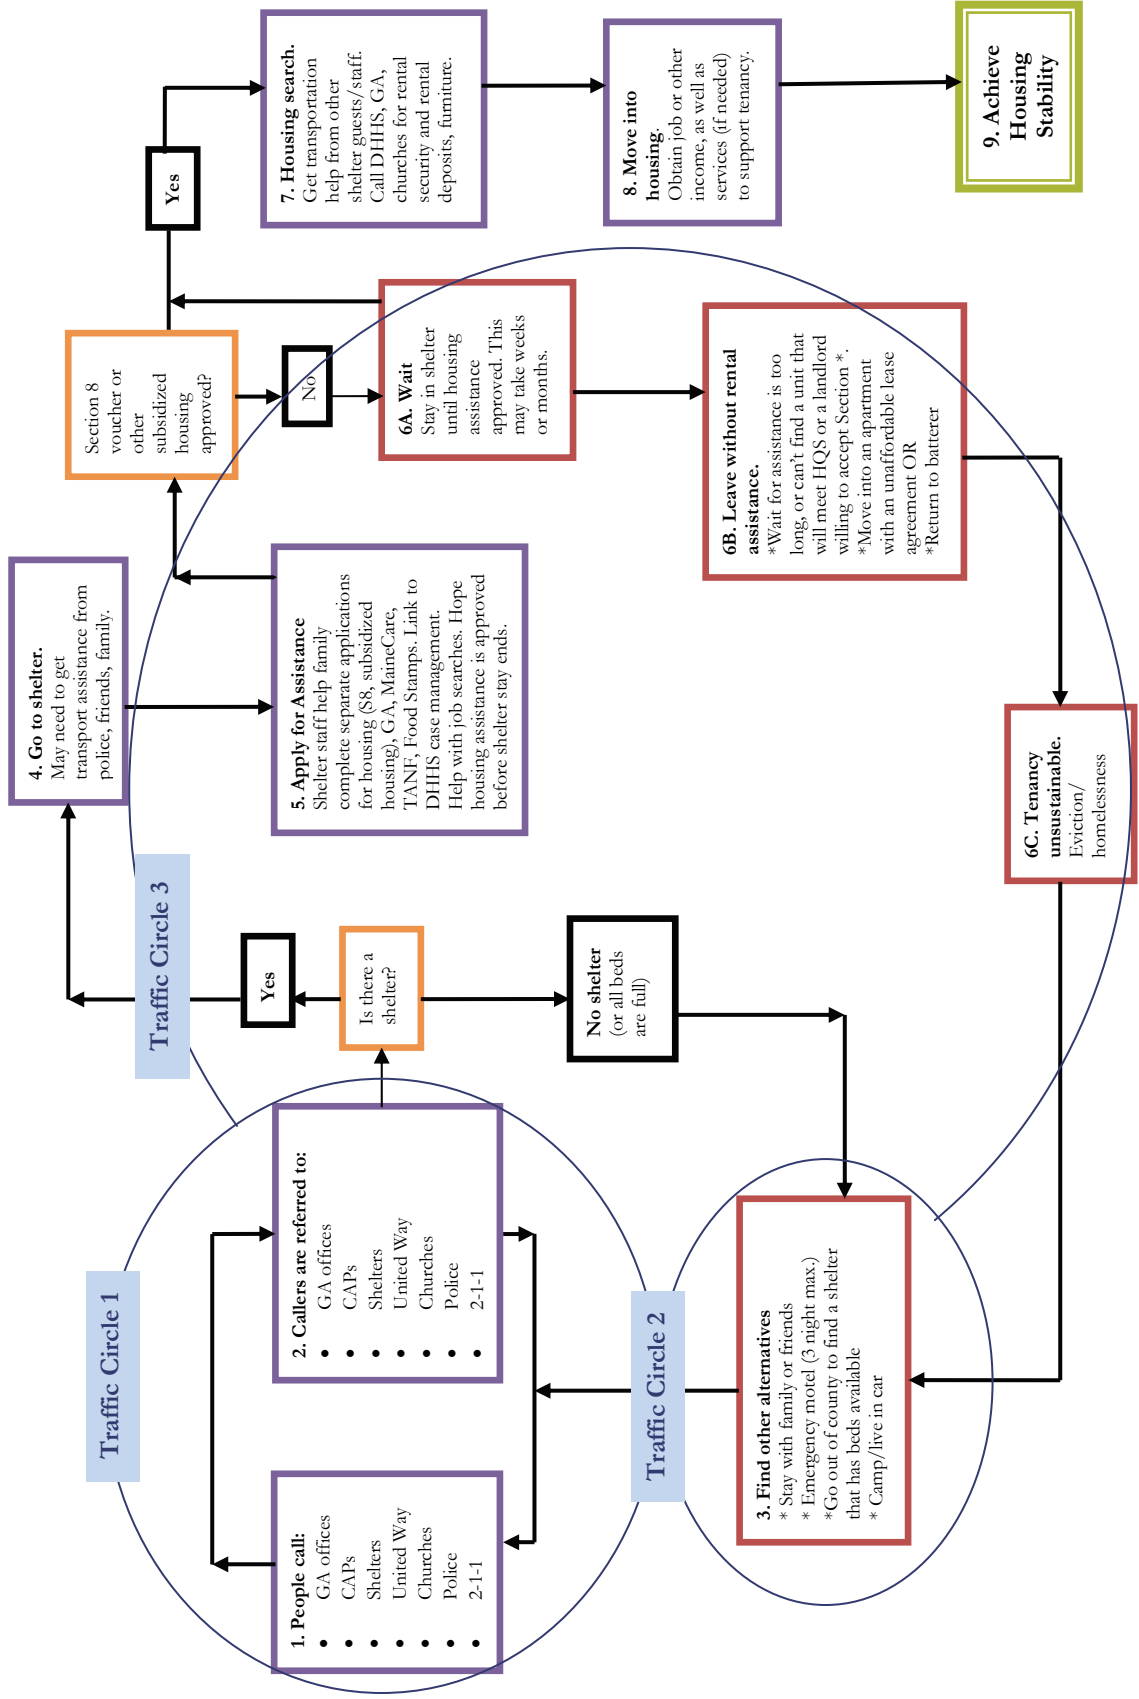 Traffic Circle 1
1. People call:
• GA offices
• CAPs
• Shelters
• United Way
• Churches
• Police
• 2-1-1
2. Callers are referred to:
• GA offices
• CAPs
• Shelters
• United Way
• Churches
• Police
• 2-1-1
Traffic Circle 2
3. Find other alternatives
* Stay with family or friends
* Emergency motel (3 night max.)
*Go out of county to find a shelter
that has beds available
* Camp/live in car
Is there a
shelter?
Yes
No shelter
(or all beds
are full)
Traffic Circle 3
4. Go to shelter.
May need to get
transport assistance from
police, friends, family.
5. Apply for Assistance
Shelter staff help family
complete separate applications
for housing (S8, subsidized
housing), GA, MaineCare,
TANF, Food Stamps. Link to
DHHS case management.
Help with job searches. Hope
housing assistance is approved
before shelter stay ends.
Section 8
voucher or
other
subsidized
housing
approved?
Yes
No
6A. Wait
Stay in shelter
until housing
assistance
approved. This
may take weeks
or months.
6B. Leave without rental
assistance.
*Wait for assistance is too
long, or can't find a unit that
will meet HQS or a landlord
willing to accept Section *.
*Move into an apartment
with an unaffordable lease
agreement OR
*Return to batterer
6C. Tenancy
unsustainable.
Eviction/
homelessness
7. Housing search.
Get transportation
help from other
shelter guests/staff.
Call DHHS, GA,
churches for rental
security and rental
deposits, furniture.
8. Move into
housing.
Obtain job or other
income, as well as
services (if needed)
to support tenancy.
9. Achieve
Housing
Stability